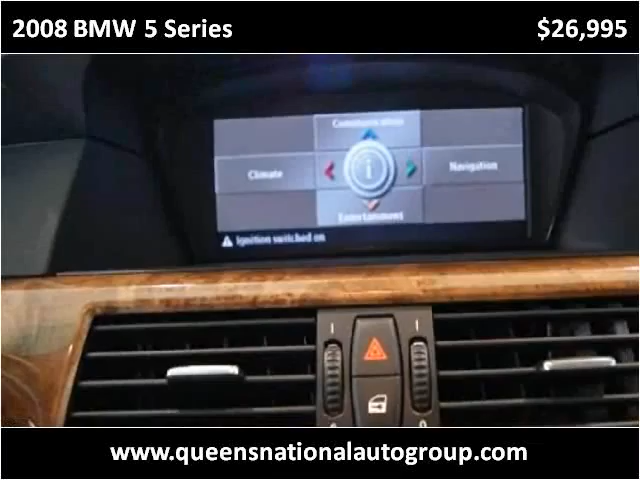 2008 BMW 5 Series $26,995
Communication
Climate
Navigation
Entertainment
Ignition switched on
www.queensnationalautogroup.com